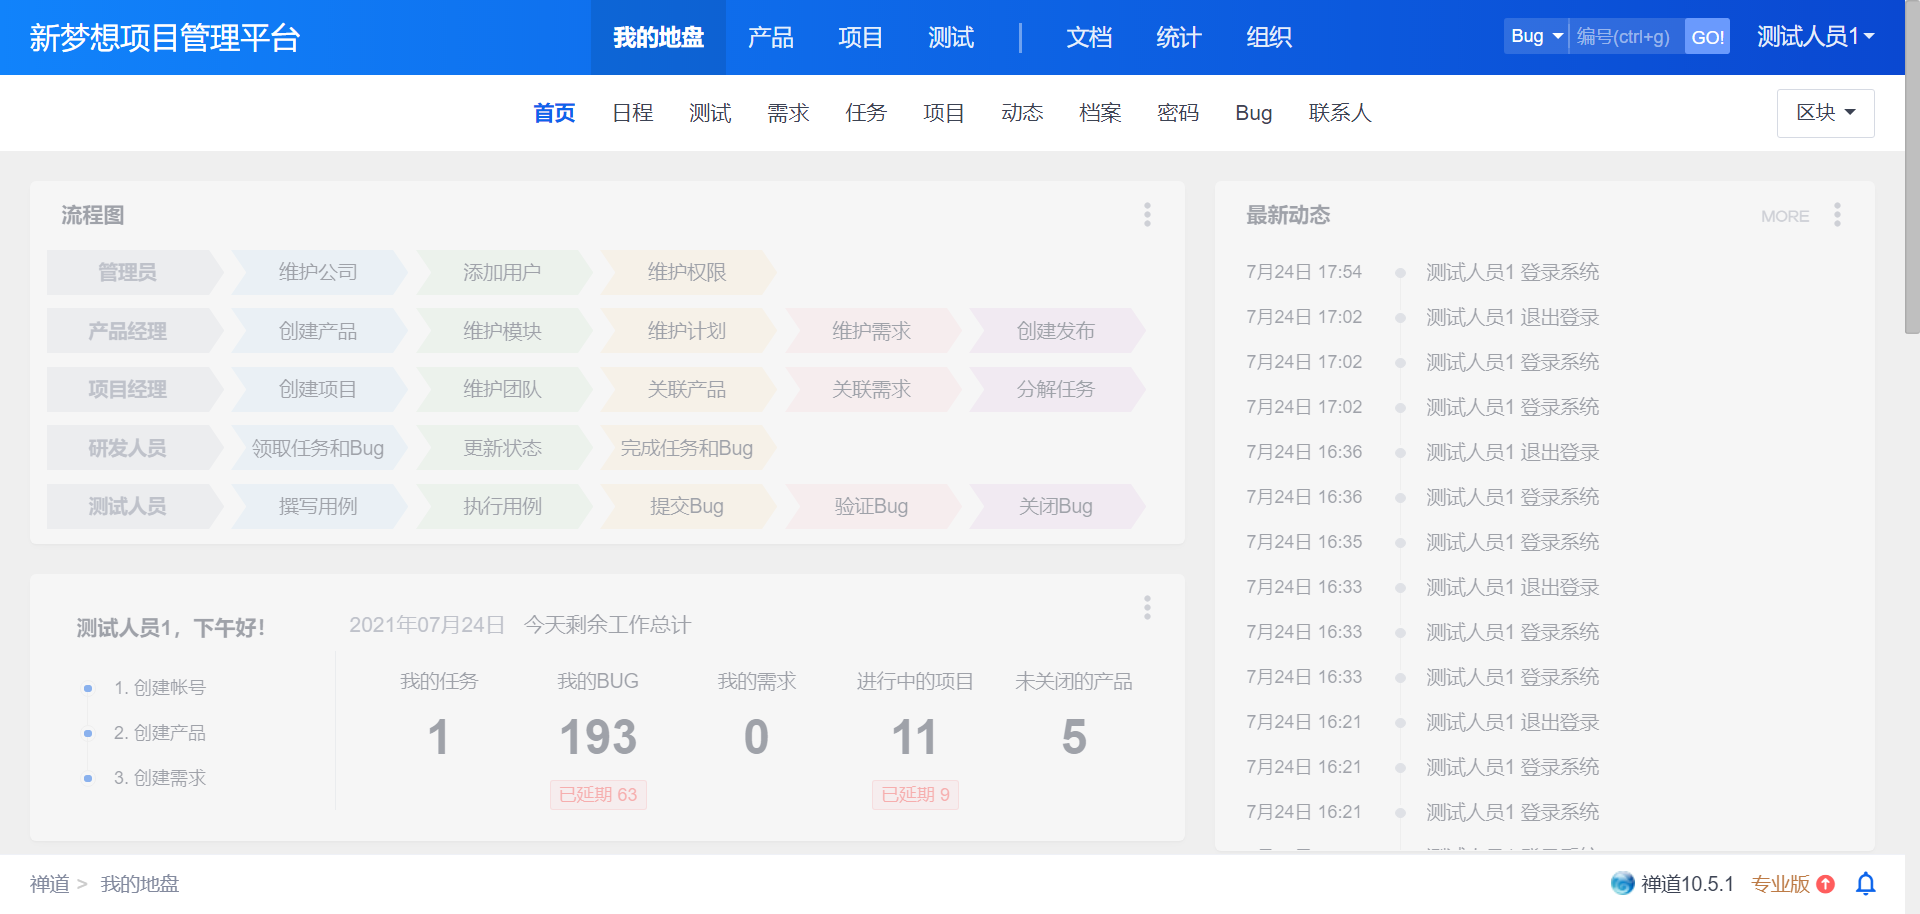 新梦想项目管理平台
我的地盘 产品 项目 测试 | 文档 统计 组织
Bug 编号(ctrl+g) GO! 测试人员1
首页 日程 测试 需求 任务 项目 动态 档案 密码 Bug 联系人
区块
流程图
管理员 维护公司 添加用户 维护权限
产品经理 创建产品 维护模块 维护计划 维护需求 创建发布
项目经理 创建项目 维护团队 关联产品 关联需求 分解任务
研发人员 领取任务和Bug 更新状态 完成任务和Bug
测试人员 撰写用例 执行用例 提交Bug 验证Bug 关闭Bug
测试人员1，下午好！
1. 创建帐号
2. 创建产品
3. 创建需求
2021年07月24日 今天剩余工作总计
我的任务 我的BUG 我的需求 进行中的项目 未关闭的产品
1 193 0 11 5
已延期 63 已延期 9
最新动态 MORE
7月24日 17:54 测试人员1 登录系统
7月24日 17:02 测试人员1 退出登录
7月24日 17:02 测试人员1 登录系统
7月24日 17:02 测试人员1 登录系统
7月24日 16:36 测试人员1 退出登录
7月24日 16:36 测试人员1 登录系统
7月24日 16:35 测试人员1 登录系统
7月24日 16:33 测试人员1 退出登录
7月24日 16:33 测试人员1 登录系统
7月24日 16:33 测试人员1 登录系统
7月24日 16:21 测试人员1 退出登录
7月24日 16:21 测试人员1 登录系统
7月24日 16:21 测试人员1 登录系统
禅道 > 我的地盘
禅道10.5.1 专业版